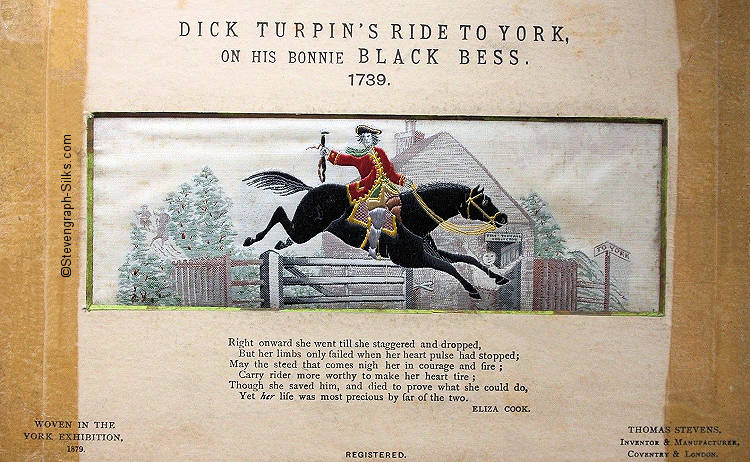 DICK TURPIN'S RIDE TO YORK,
ON HIS BONNIE BLACK BESS.
1739.
©Stevengraph-Silks.com
TO YORK
Right onward she went till she staggered and dropped,
But her limbs only failed when her heart pulse had stopped;
May the steed that comes nigh her in courage and fire;
Carry rider more worthy to make her heart tire;
Though she saved him, and died to prove what she could do,
Yet her life was most precious by far of the two.
ELIZA COOK.
WOVEN IN THE
YORK EXHIBITION,
1879.
REGISTERED.
THOMAS STEVENS,
INVENTOR & MANUFACTURER,
COVENTRY & LONDON.